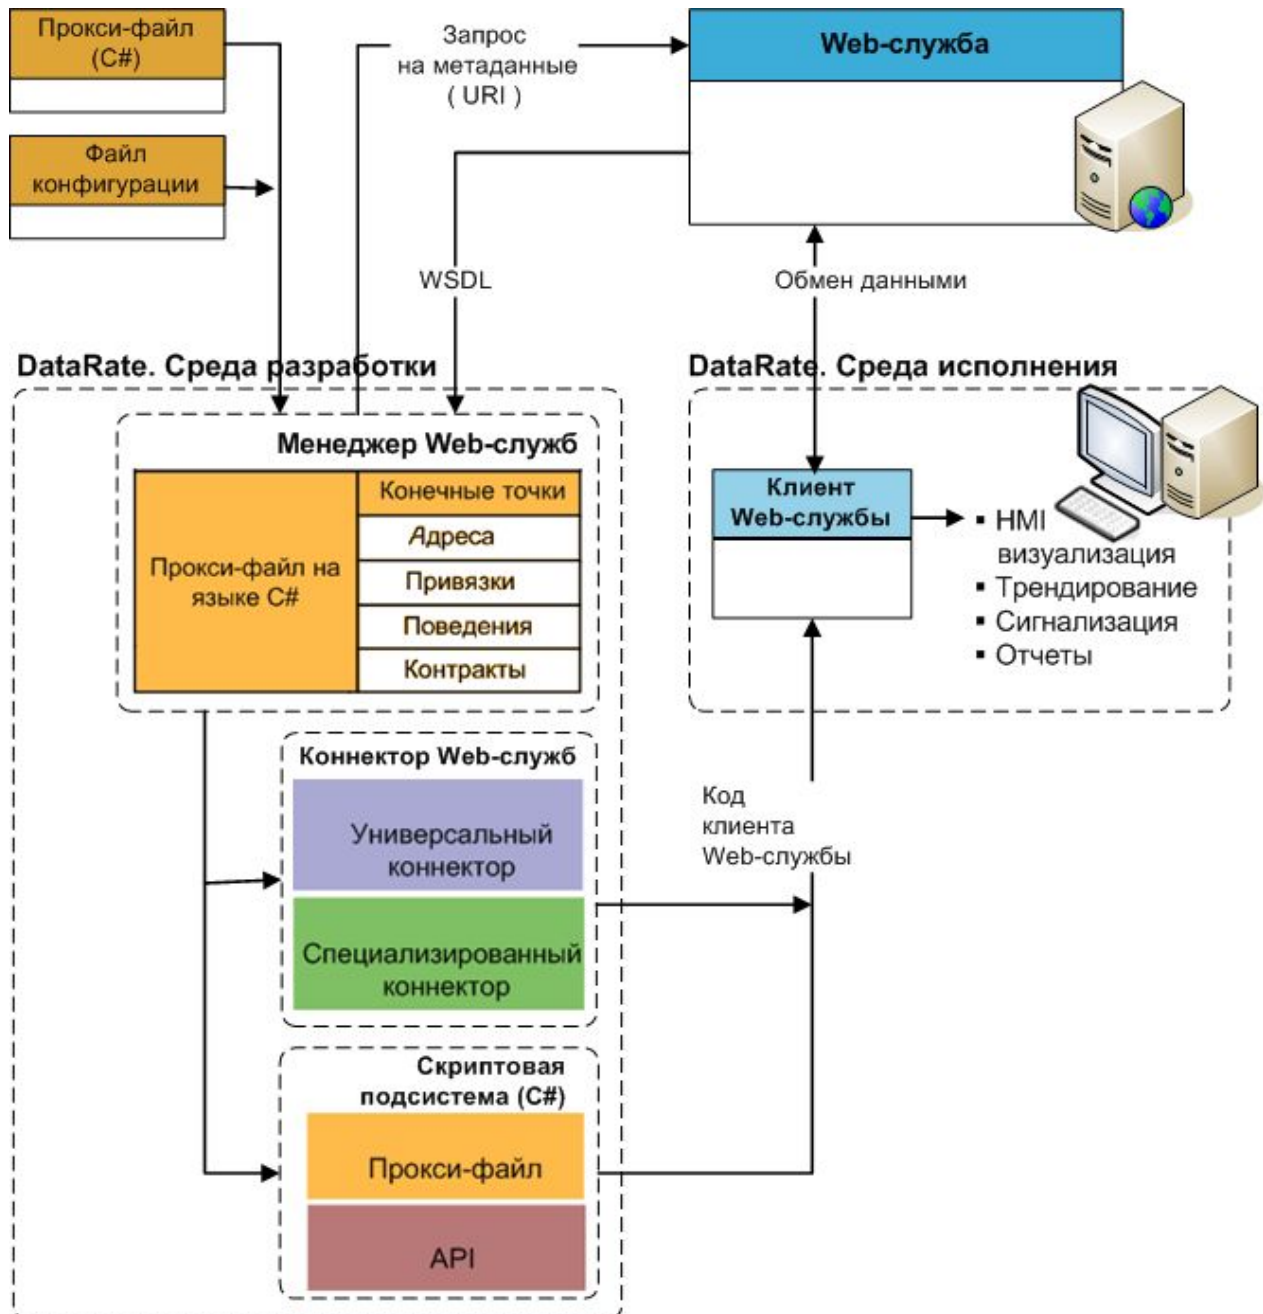 Прокси-файл
(C#)
Запрос
на метаданные
( URI )
Web-служба
Файл
конфигурации
WSDL
Обмен данными
DataRate. Среда разработки
DataRate. Среда исполнения
Менеджер Web-служб
Прокси-файл на
языке C#
Конечные точки
Адреса
Привязки
Поведения
Контракты
Клиент
Web-службы
▪ HMI
визуализация
▪ Трендирование
▪ Сигнализация
▪ Отчеты
Коннектор Web-служб
Универсальный
коннектор
Специализированный
коннектор
Код
клиента
Web-службы
Скриптовая
подсистема (C#)
Прокси-файл
API